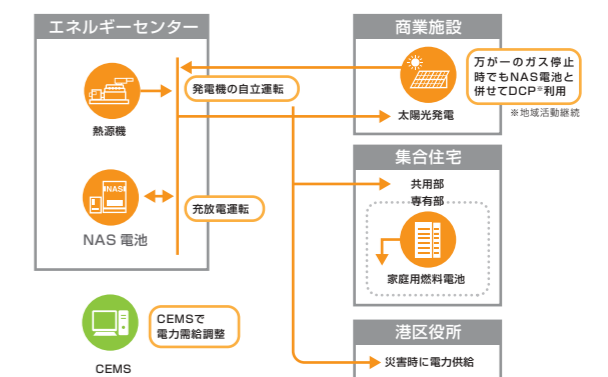 エネルギーセンター
熱源機
発電機の自立運転
NAS
NAS 電池
充放電運転
CEMSで
電力需給調整
CEMS
商業施設
太陽光発電
万が一のガス停止
時でもNAS電池と
併せてDCP※利用
※地域活動継続
集合住宅
共用部
専有部
家庭用燃料電池
港区役所
災害時に電力供給